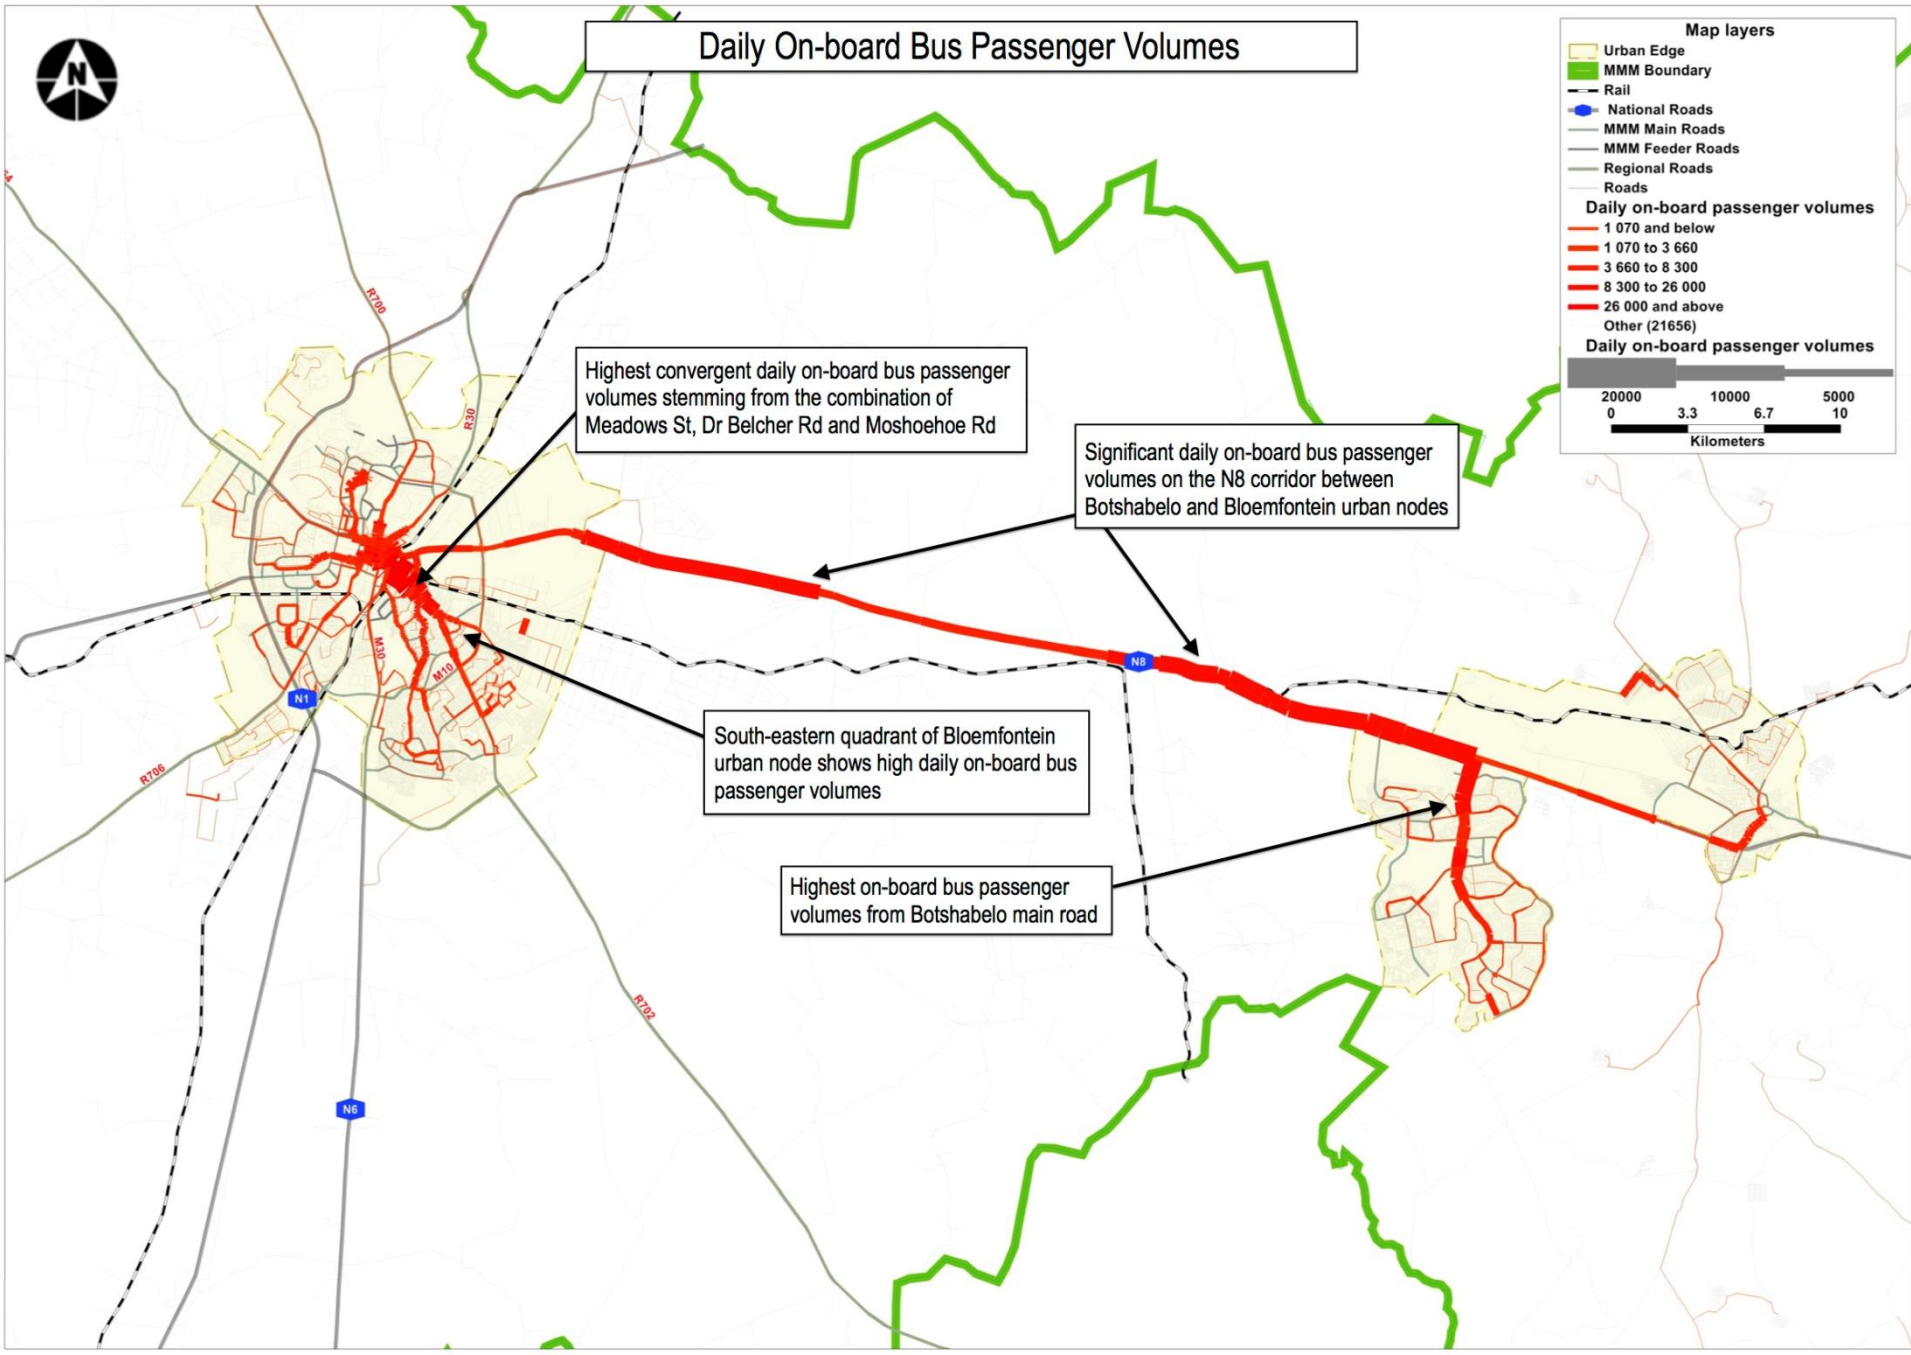 Daily On-board Bus Passenger Volumes
N
Map layers
Urban Edge
MMM Boundary
Rail
National Roads
MMM Main Roads
MMM Feeder Roads
Regional Roads
Roads
Daily on-board passenger volumes
1 070 and below
1 070 to 3 660
3 660 to 8 300
8 300 to 26 000
26 000 and above
Other (21656)
Daily on-board passenger volumes
20000 10000 5000
0 3.3 6.7 10
Kilometers
R700
R30
Highest convergent daily on-board bus passenger
volumes stemming from the combination of
Meadows St, Dr Belcher Rd and Moshoehoe Rd
Significant daily on-board bus passenger
volumes on the N8 corridor between
Botshabelo and Bloemfontein urban nodes
M30
M10
N8
N1
South-eastern quadrant of Bloemfontein
urban node shows high daily on-board bus
passenger volumes
R706
Highest on-board bus passenger
volumes from Botshabelo main road
R702
N6